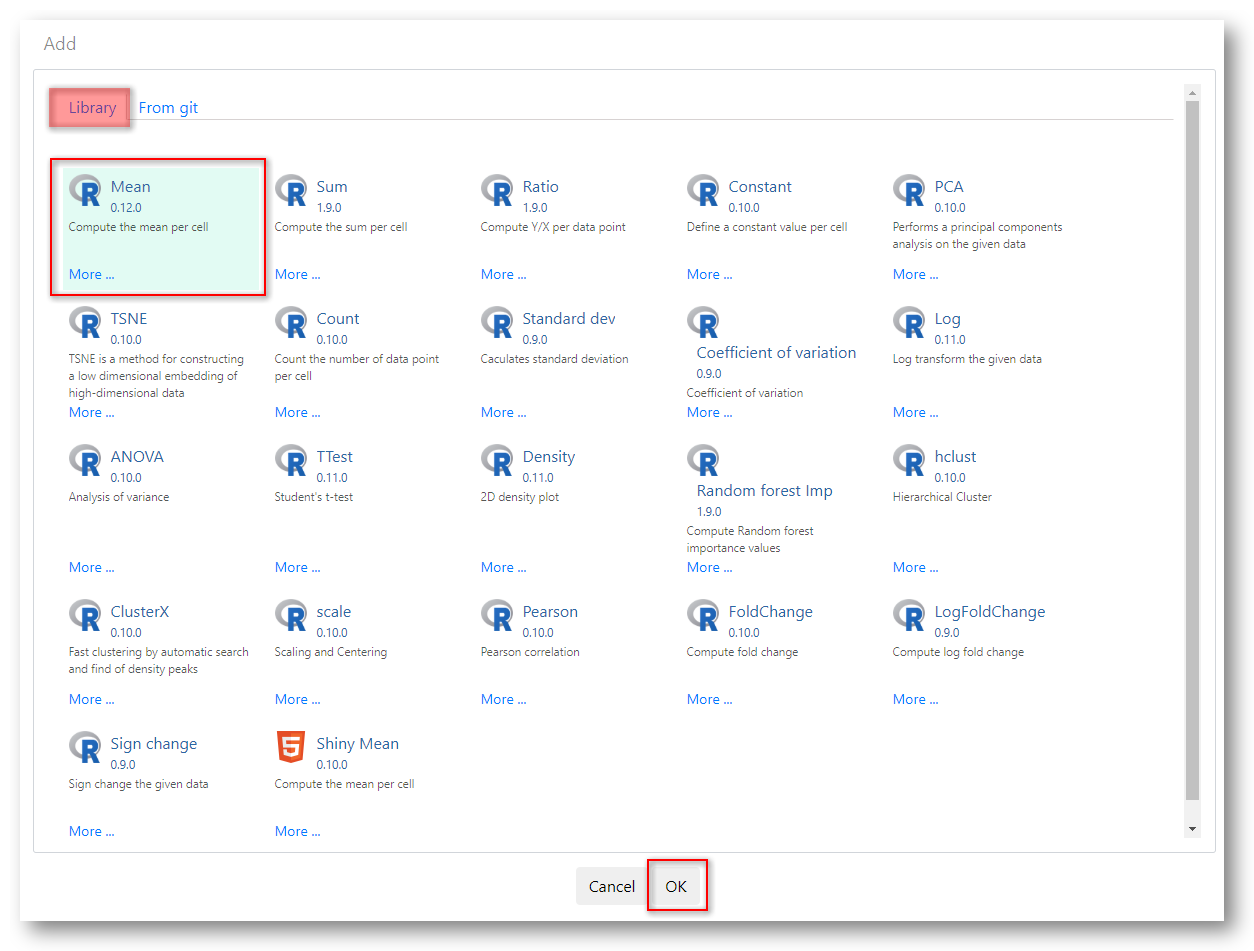 Add
Library
From git
Mean
0.12.0
Compute the mean per cell
More ...
Sum
1.9.0
Compute the sum per cell
More ...
Ratio
1.9.0
Compute Y/X per data point
More ...
Constant
0.10.0
Define a constant value per cell
More ...
PCA
0.10.0
Performs a principal components
analysis on the given data
More ...
TSNE
0.10.0
TSNE is a method for constructing
a low dimensional embedding of
high-dimensional data
More ...
Count
0.10.0
Count the number of data point
per cell
More ...
Standard dev
0.9.0
Caculates standard deviation
More ...
Coefficient of variation
0.9.0
Coefficient of variation
More ...
Log
0.11.0
Log transform the given data
More ...
ANOVA
0.10.0
Analysis of variance
More ...
TTest
0.11.0
Student's t-test
More ...
Density
0.11.0
2D density plot
More ...
Random forest Imp
1.9.0
Compute Random forest
importance values
More ...
hclust
0.10.0
Hierarchical Cluster
More ...
ClusterX
0.10.0
Fast clustering by automatic search
and find of density peaks
More ...
scale
0.10.0
Scaling and Centering
More ...
Pearson
0.10.0
Pearson correlation
More ...
FoldChange
0.10.0
Compute fold change
More ...
LogFoldChange
0.9.0
Compute log fold change
More ...
Sign change
0.9.0
Sign change the given data
More ...
Shiny Mean
0.10.0
Compute the mean per cell
More ...
Cancel
OK